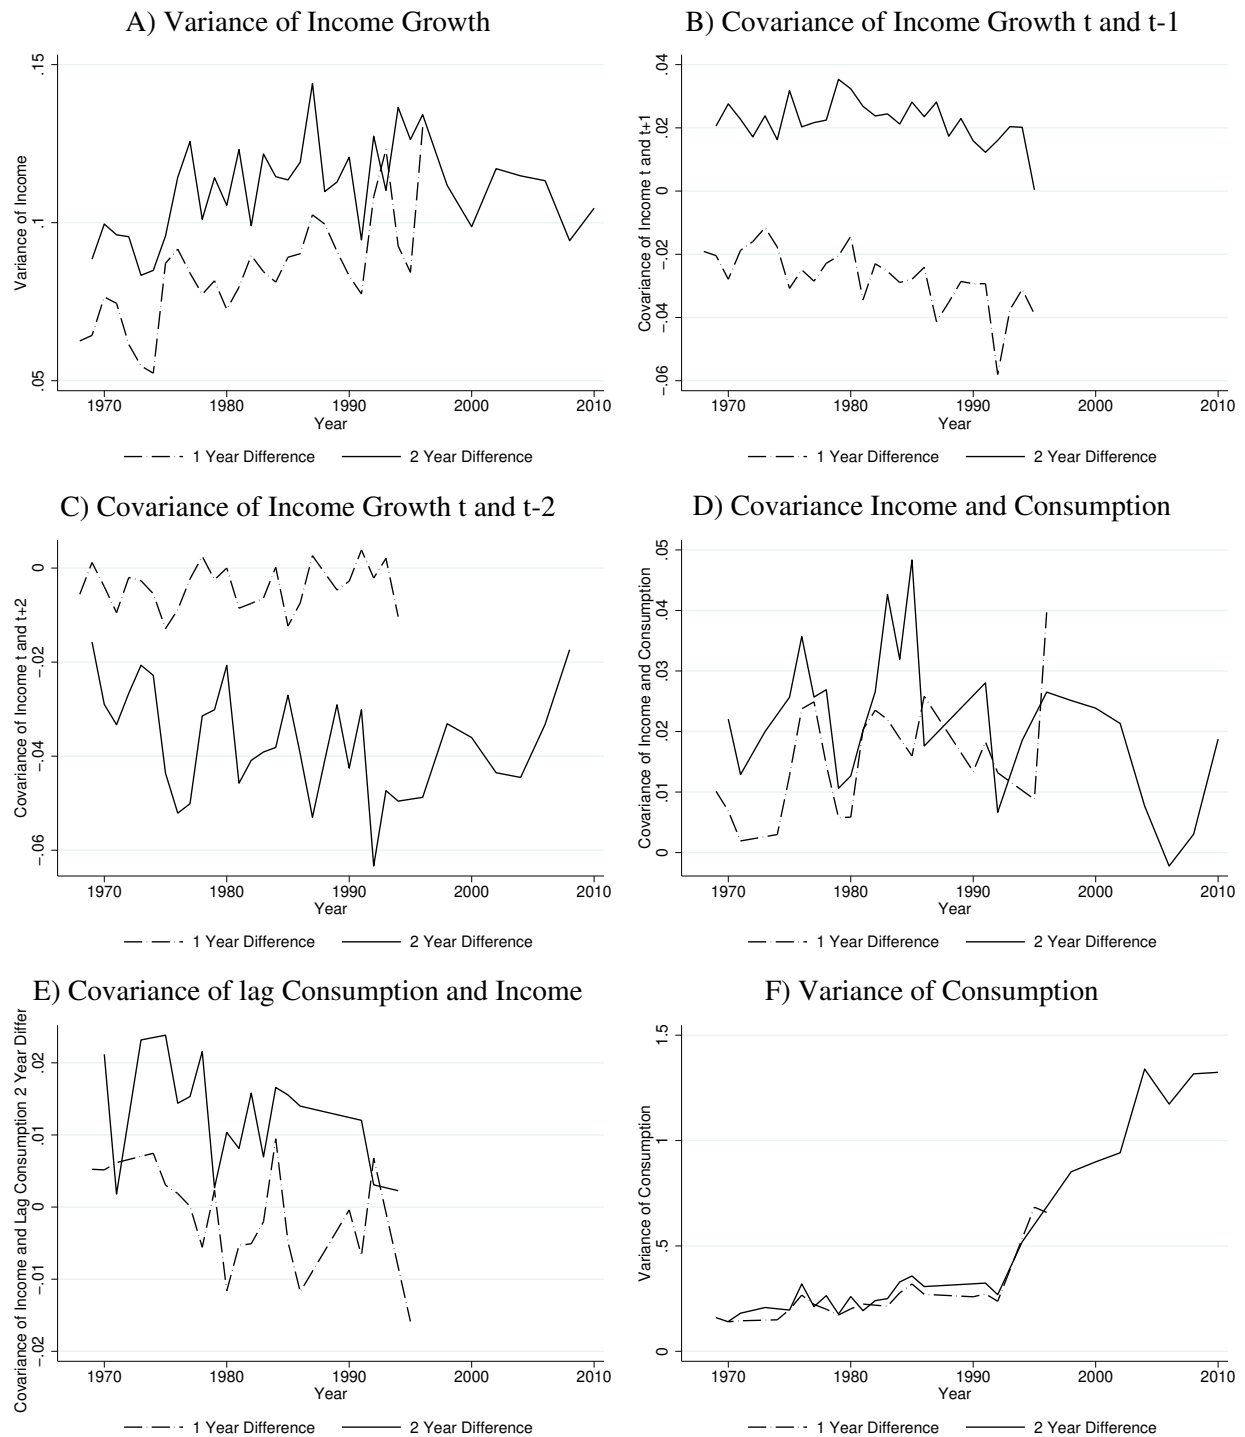 A) Variance of Income Growth
Variance of Income
.15
.1
.05
1970 1980 1990 2000 2010
Year
1 Year Difference 2 Year Difference
B) Covariance of Income Growth t and t-1
Covariance of Income t and t+1
.04
.02
0
-.02
-.04
-.06
1970 1980 1990 2000 2010
Year
1 Year Difference 2 Year Difference
C) Covariance of Income Growth t and t-2
Covariance of Income t and t+2
0
-.02
-.04
-.06
1970 1980 1990 2000 2010
Year
1 Year Difference 2 Year Difference
D) Covariance Income and Consumption
Covariance of Income and Consumption
.05
.04
.03
.02
.01
0
1970 1980 1990 2000 2010
Year
1 Year Difference 2 Year Difference
E) Covariance of lag Consumption and Income
Covariance of Income and Lag Consumption 2 Year Differ
.02
.01
0
-.01
-.02
1970 1980 1990 2000 2010
Year
1 Year Difference 2 Year Difference
F) Variance of Consumption
Variance of Consumption
1.5
1
.5
0
1970 1980 1990 2000 2010
Year
1 Year Difference 2 Year Difference